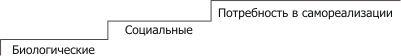 Потребность в самореализации
Социальные
Биологические